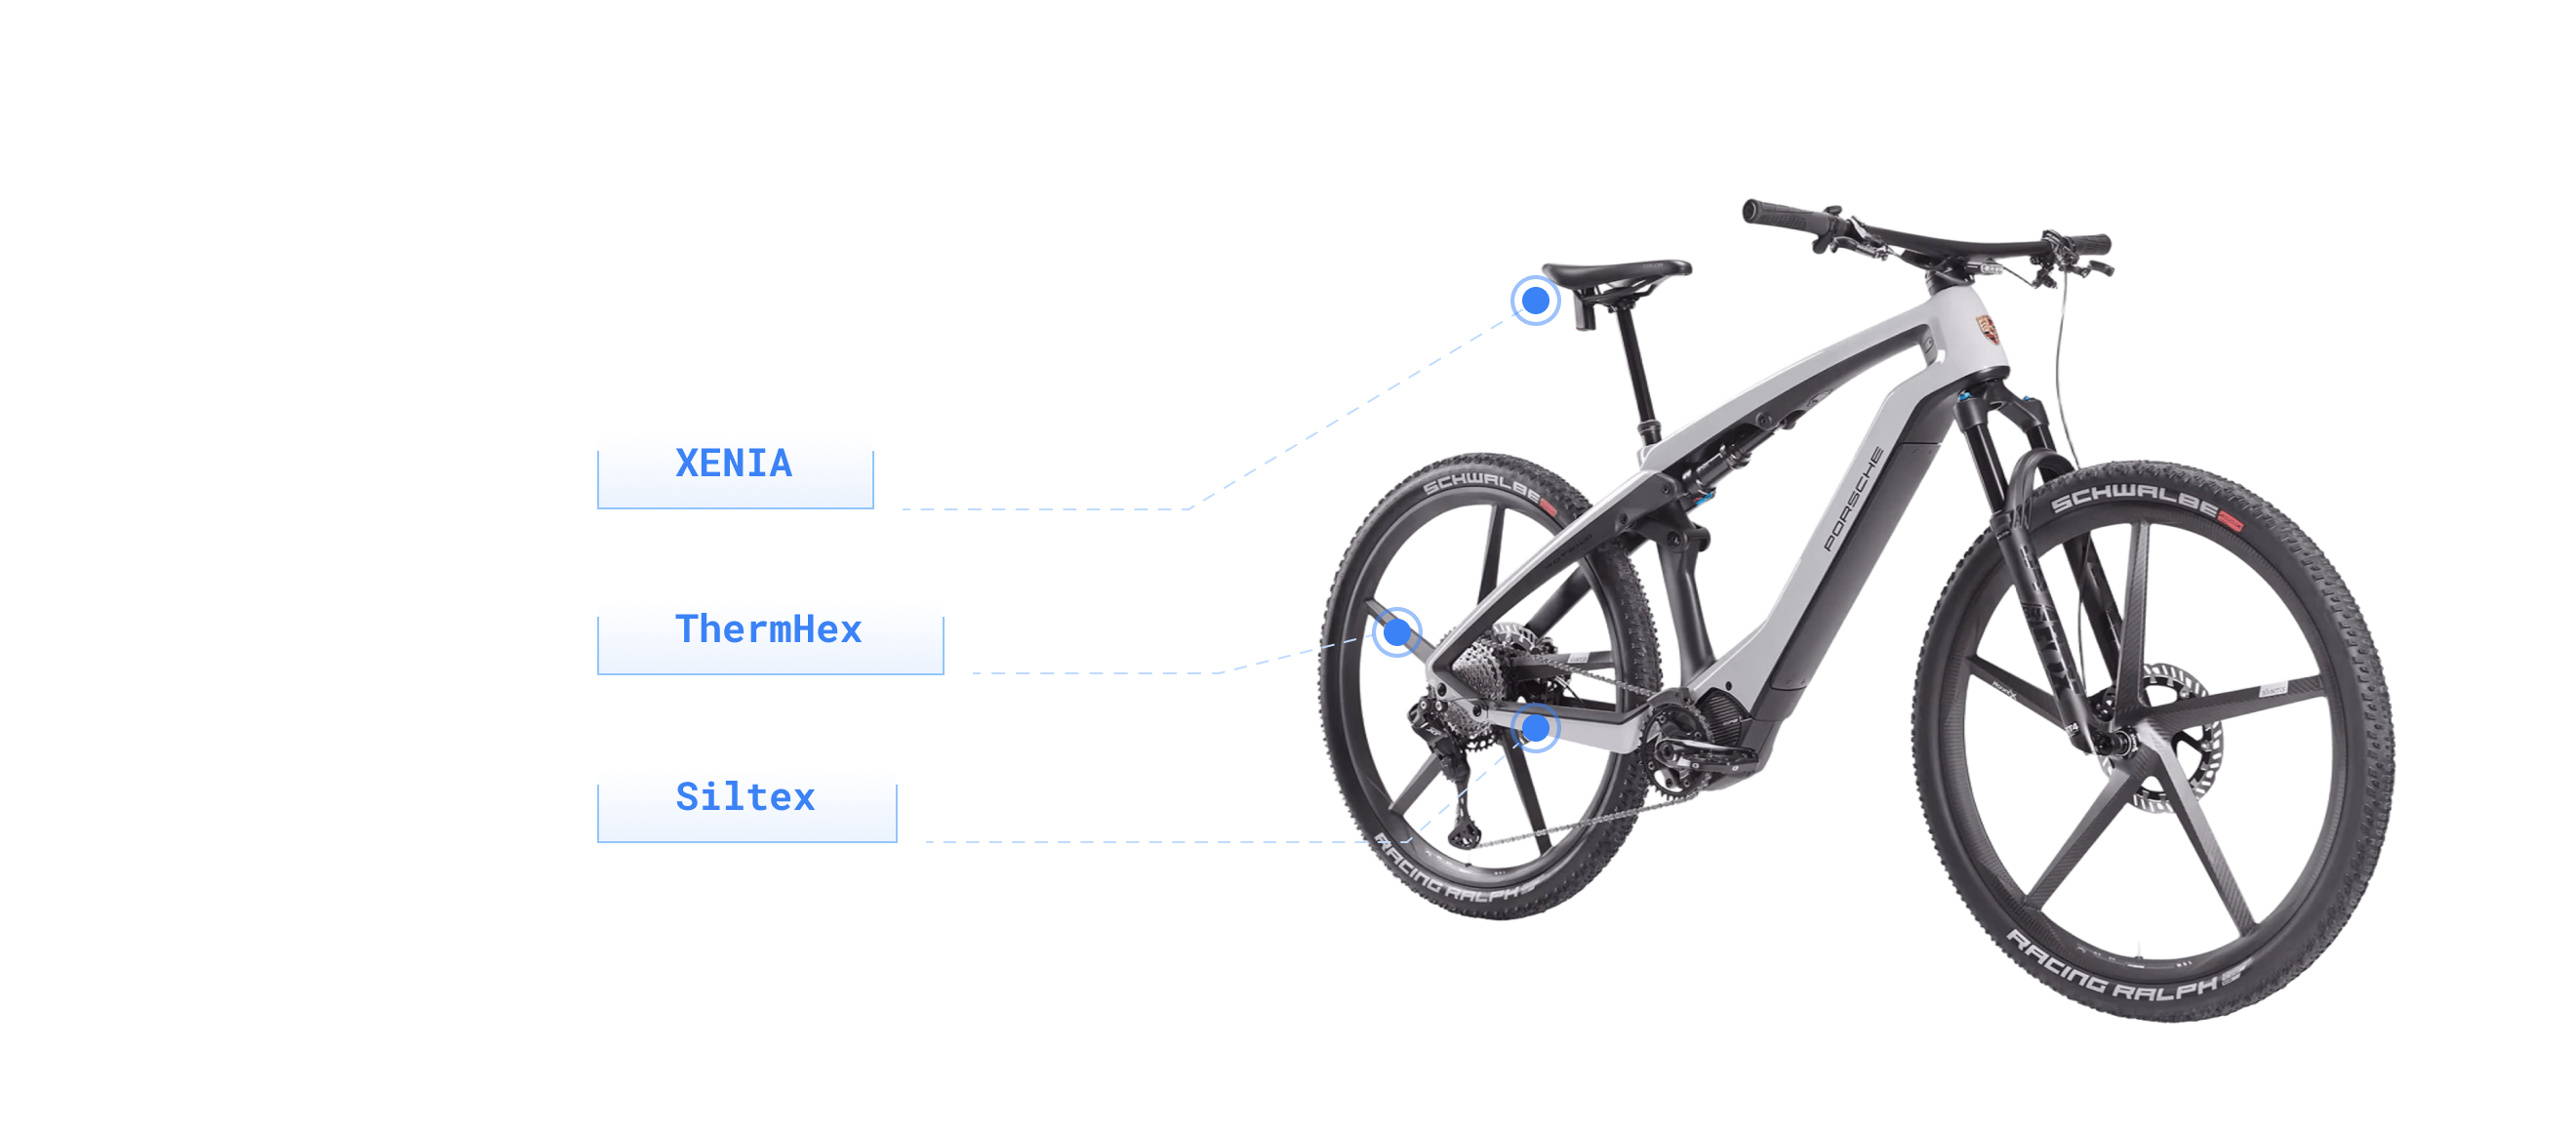 XENIA
ThermHex
Siltex
PORSCHE
SCHWALBE
RACING RALPH
SCHWALBE
RACING RALPH